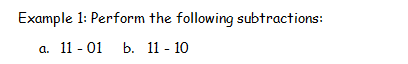 Example 1: Perform the following subtractions:
a. 11 - 01 b. 11 - 10